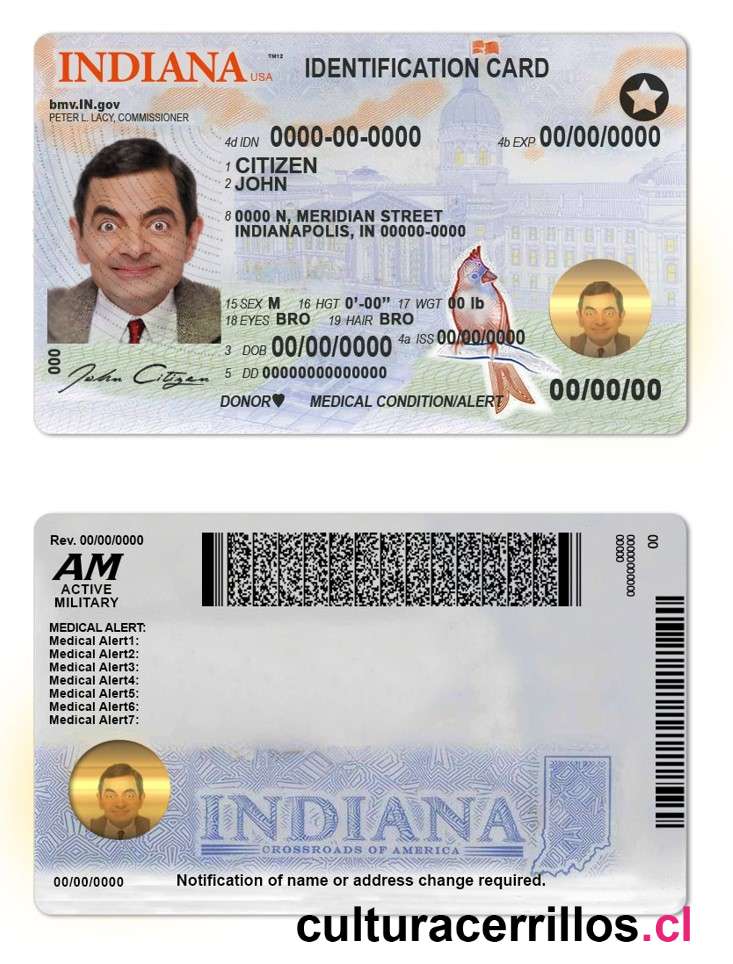 INDIANA USA
TM12
IDENTIFICATION CARD
bmv.IN.gov
PETER L. LACY, COMMISSIONER
4d IDN 0000-00-0000
4b EXP 00/00/0000
1 CITIZEN
2 JOHN
8 0000 N, MERIDIAN STREET
INDIANAPOLIS, IN 00000-0000
15 SEX M 16 HGT 0'-00" 17 WGT 00 lb
18 EYES BRO 19 HAIR BRO
4a ISS 00/00/0000
3 DOB 00/00/0000
5 DD 00000000000000
000
John Citizen
DONOR♥ MEDICAL CONDITION/ALERT
00/00/00
Rev. 00/00/0000
AM
ACTIVE
MILITARY
00000
0000000000
00
MEDICAL ALERT:
Medical Alert1:
Medical Alert2:
Medical Alert3:
Medical Alert4:
Medical Alert5:
Medical Alert6:
Medical Alert7:
INDIANA
CROSSROADS OF AMERICA
00/00/0000
Notification of name or address change required.
culturacerrillos.cl